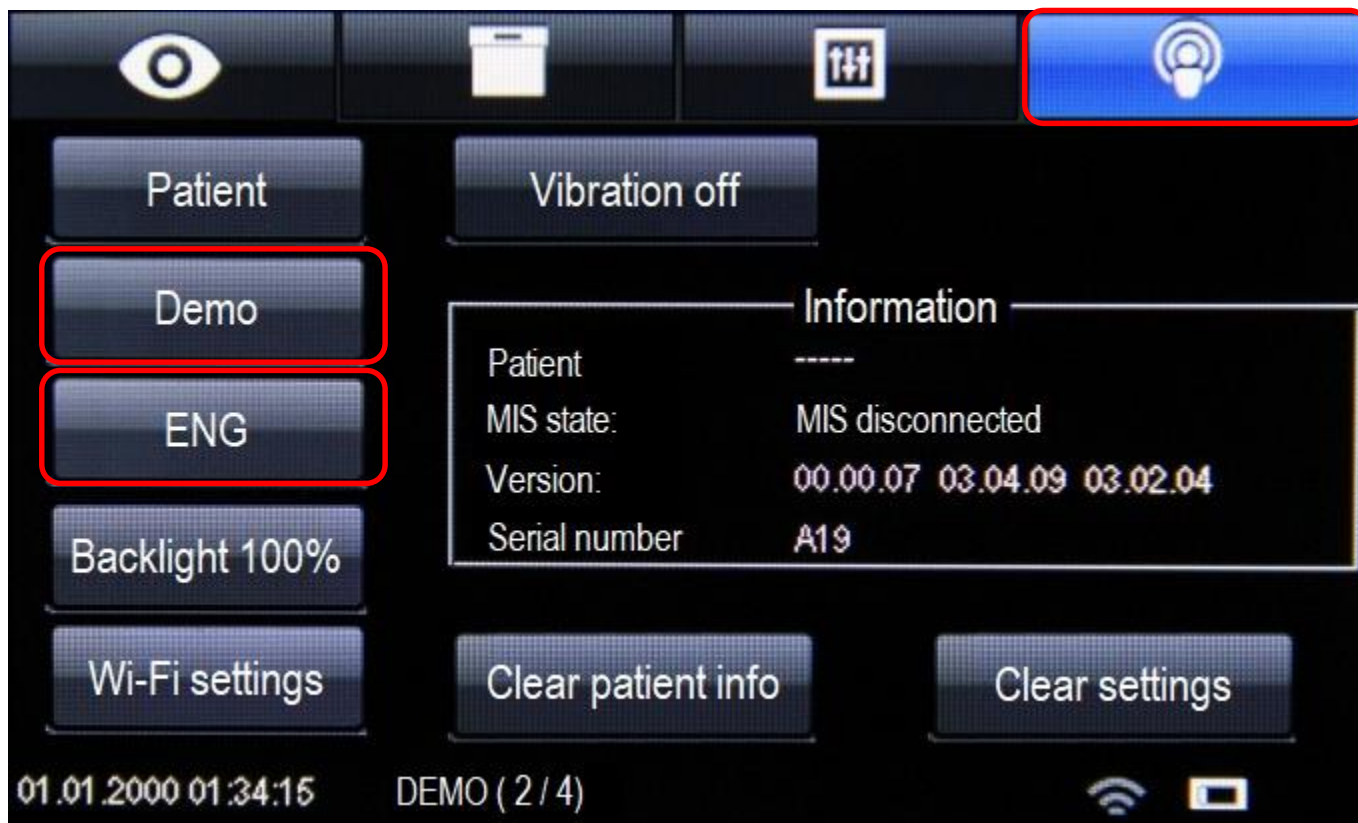 Patient
Vibration off
Demo
Information
Patient -----
MIS state: MIS disconnected
ENG
Version: 00.00.07 03.04.09 03.02.04
Serial number A19
Backlight 100%
Wi-Fi settings
Clear patient info
Clear settings
01.01.2000 01:34:15 DEMO ( 2 / 4)